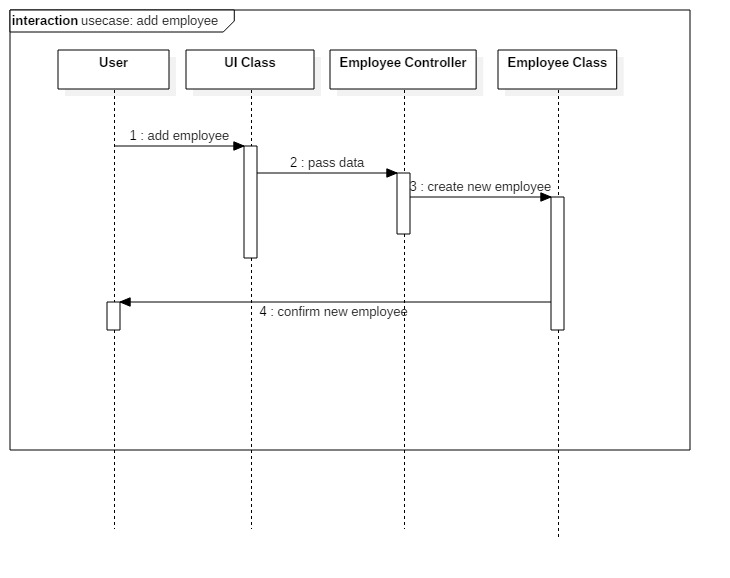 interaction usecase: add employee
User
UI Class
Employee Controller
Employee Class
1 : add employee
2 : pass data
3 : create new employee
4 : confirm new employee